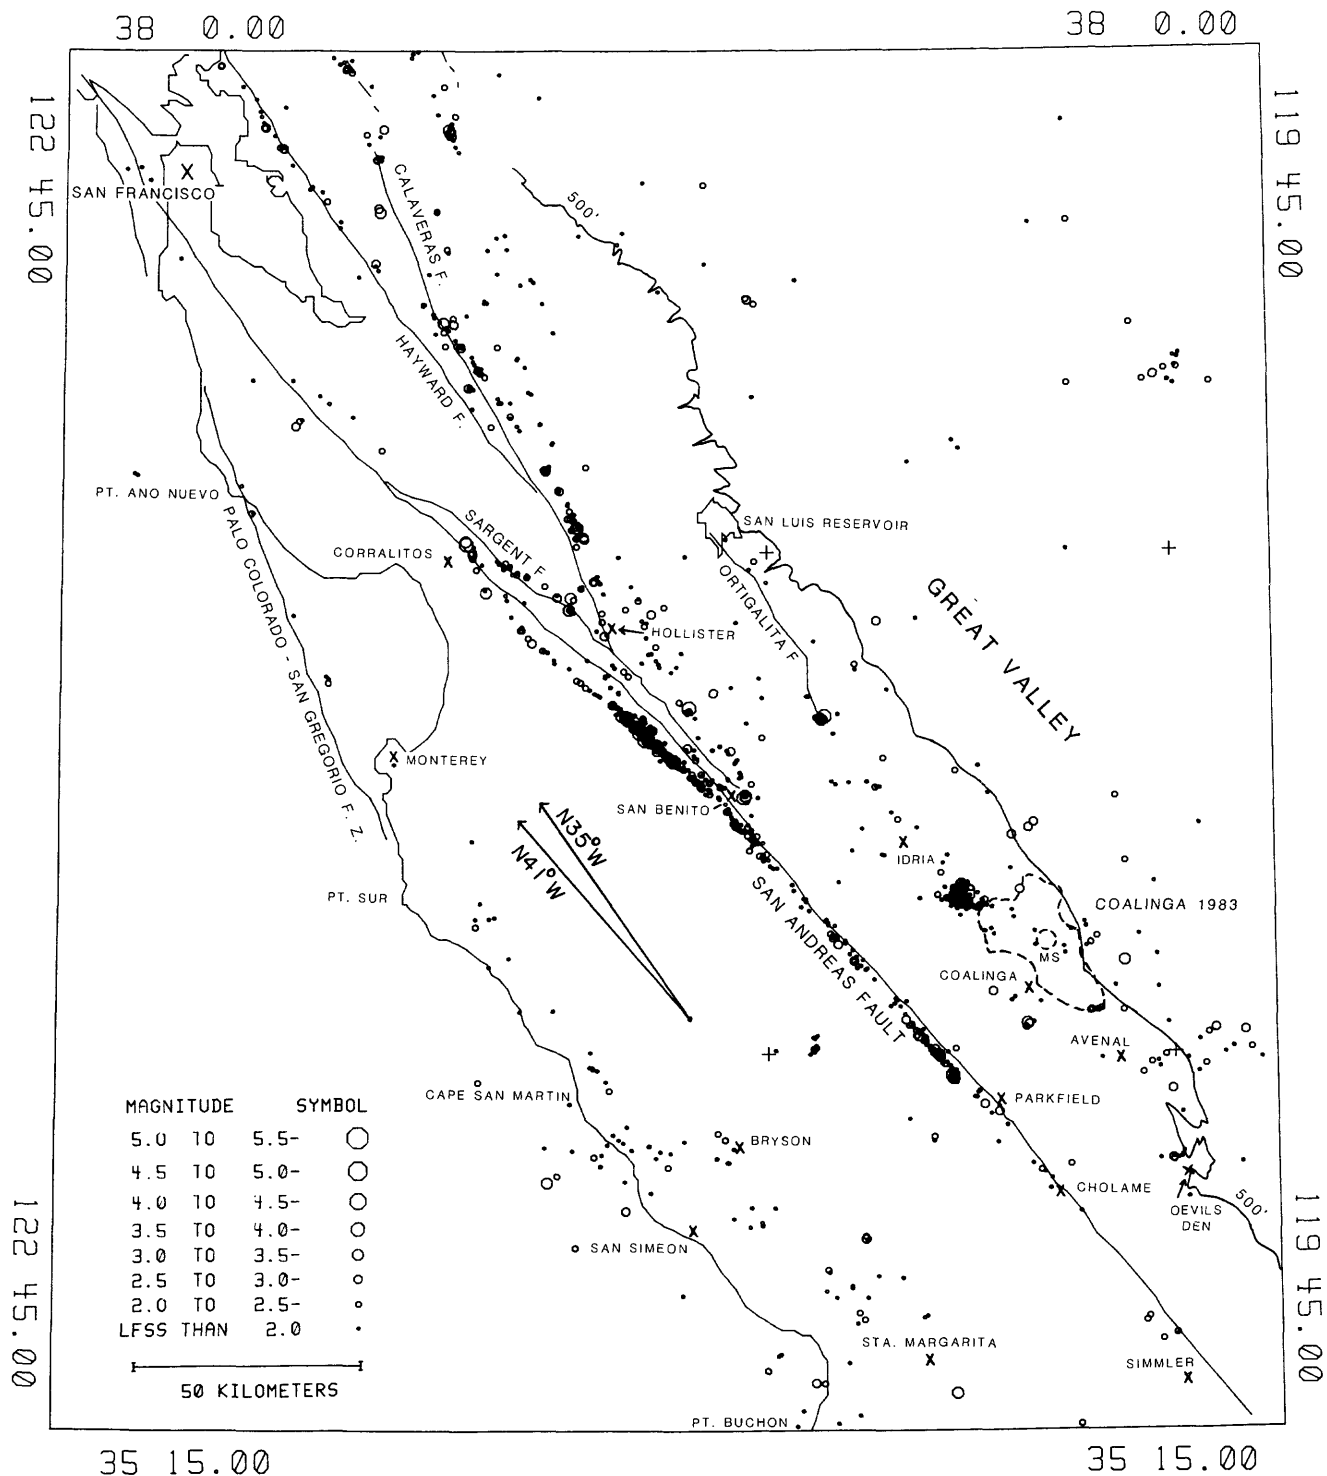 38 0.00
38 0.00
122 45.00
119 45.00
500'
SAN FRANCISCO
CALAVERAS F.
HAYWARD F.
PT. ANO NUEVO
SARGENT F
SAN LUIS RESERVOIR
CORRALITOS
ORTIGALITA F
GREAT VALLEY
HOLLISTER
PALO COLORADO - SAN GREGORIO F. Z.
MONTEREY
SAN BENITO
N35°W
N41°W
IDRIA
PT. SUR
SAN ANDREAS FAULT
COALINGA 1983
MS
COALINGA
AVENAL
CAPE SAN MARTIN
PARKFIELD
BRYSON
CHOLAME
OEVILS
DEN
500'
SAN SIMEON
STA. MARGARITA
SIMMLER
PT. BUCHON
MAGNITUDE SYMBOL
5.0 TO 5.5-
4.5 TO 5.0-
4.0 TO 4.5-
3.5 TO 4.0-
3.0 TO 3.5-
2.5 TO 3.0-
2.0 TO 2.5-
LFSS THAN 2.0
50 KILOMETERS
122 45.00
119 45.00
35 15.00
35 15.00